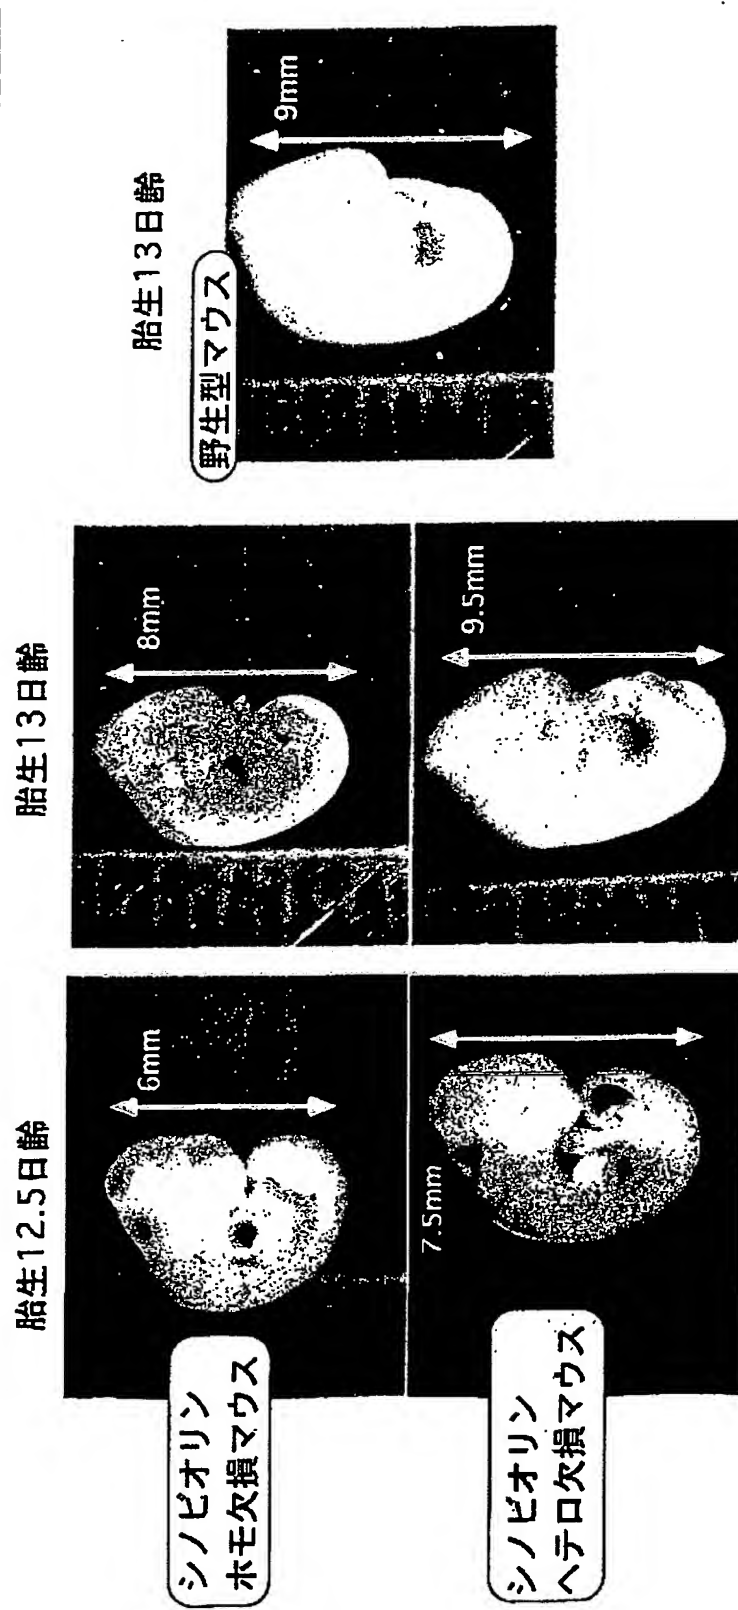 胎生12.5日齢
胎生13日齢
胎生13日齢
シノビオリン
ホモ欠損マウス
6mm
8mm
野生型マウス
9mm
シノビオリン
ヘテロ欠損マウス
7.5mm
9.5mm